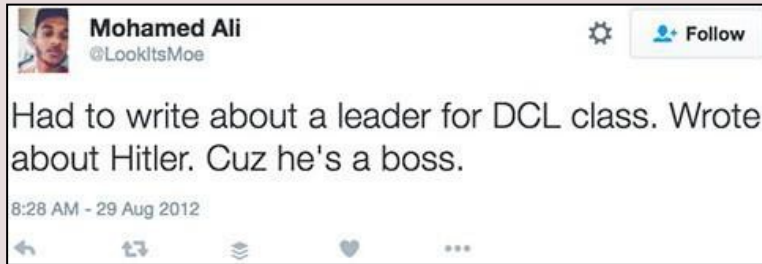 Mohamed Ali
@LookItsMoe
Follow
Had to write about a leader for DCL class. Wrote
about Hitler. Cuz he's a boss.
8:28 AM - 29 Aug 2012